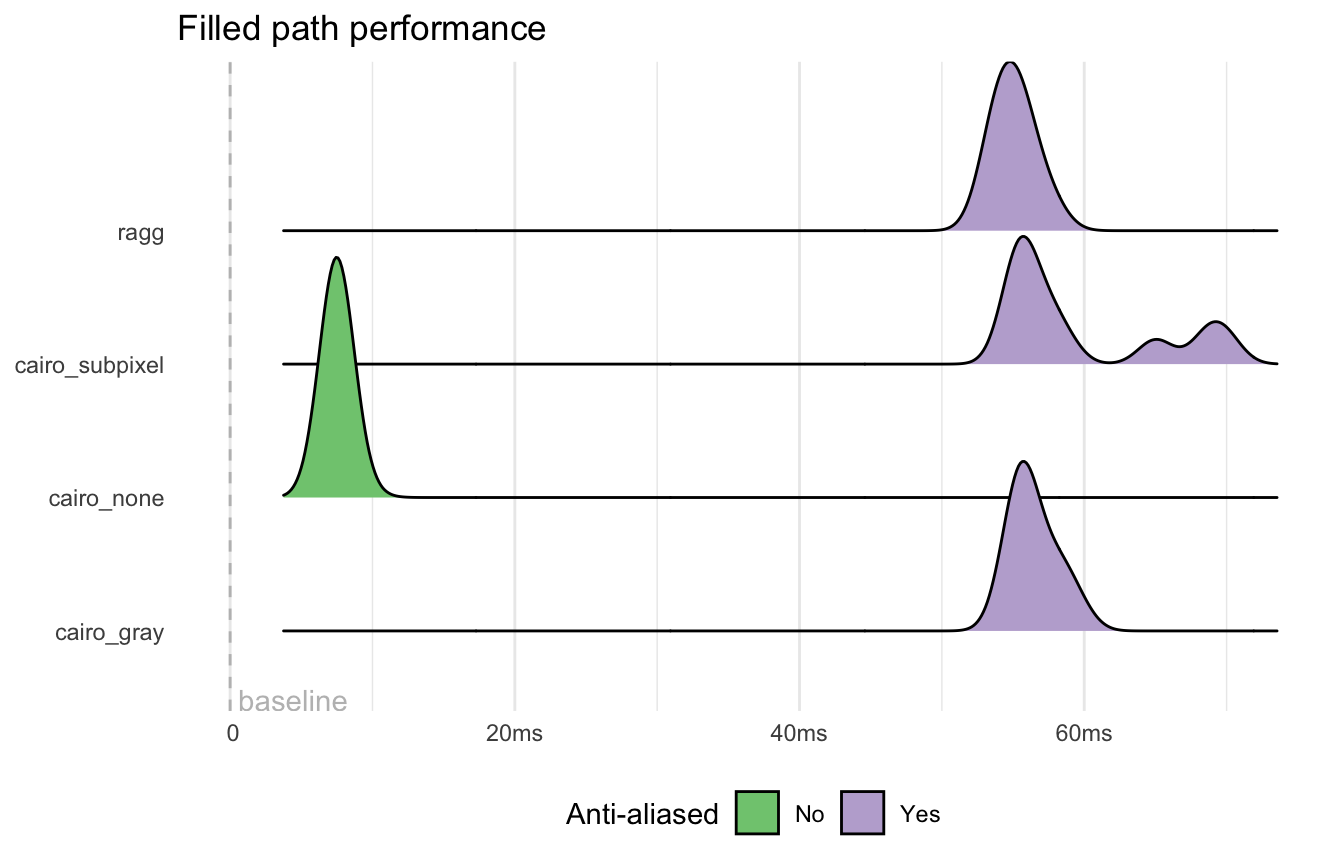 Filled path performance
ragg
cairo_subpixel
cairo_none
cairo_gray
baseline
0 20ms 40ms 60ms
Anti-aliased No Yes